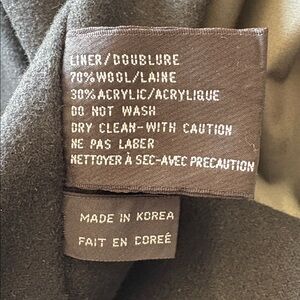 LINER/DOUBLURE
70%WOOL/LAINE
30%ACRYLIC/ACRYLIQUE
DO NOT WASH
DRY CLEAN-WITH CAUTION
NE PAS LABER
NETTOYER À SEC-AVEC PRECAUTION
MADE IN KOREA
FAIT EN COREÉ